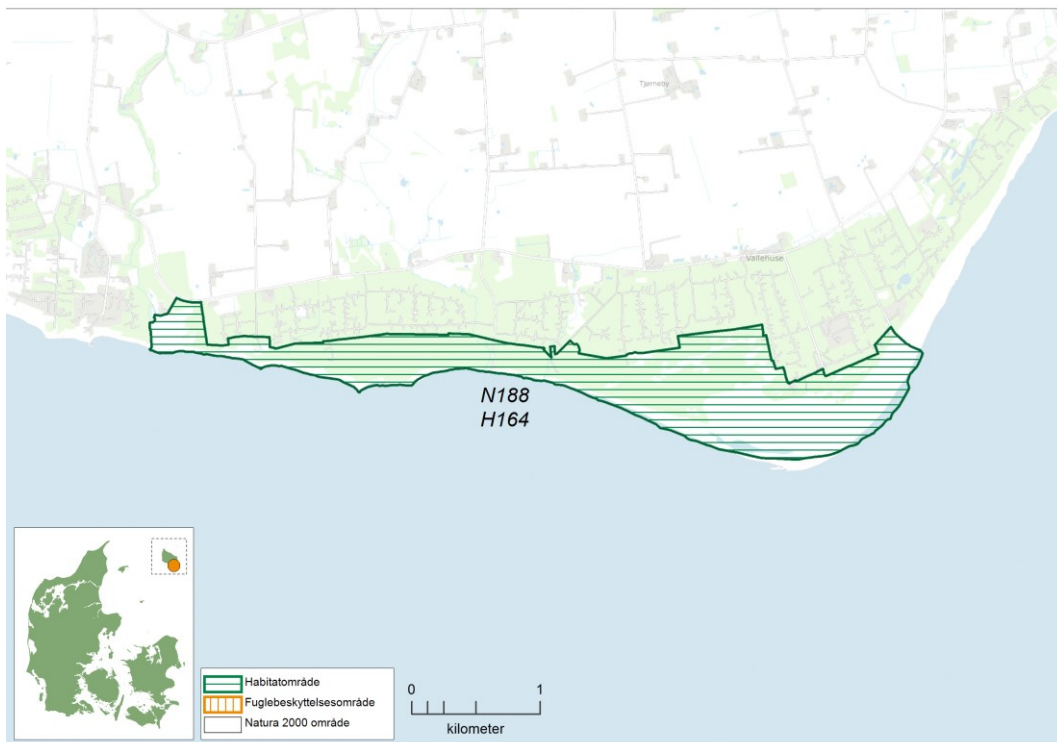 Tjørneby
Vallehuse
N188
H164
Habitatområde
Fuglebeskyttelsesområde
Natura 2000 område
0 1
kilometer